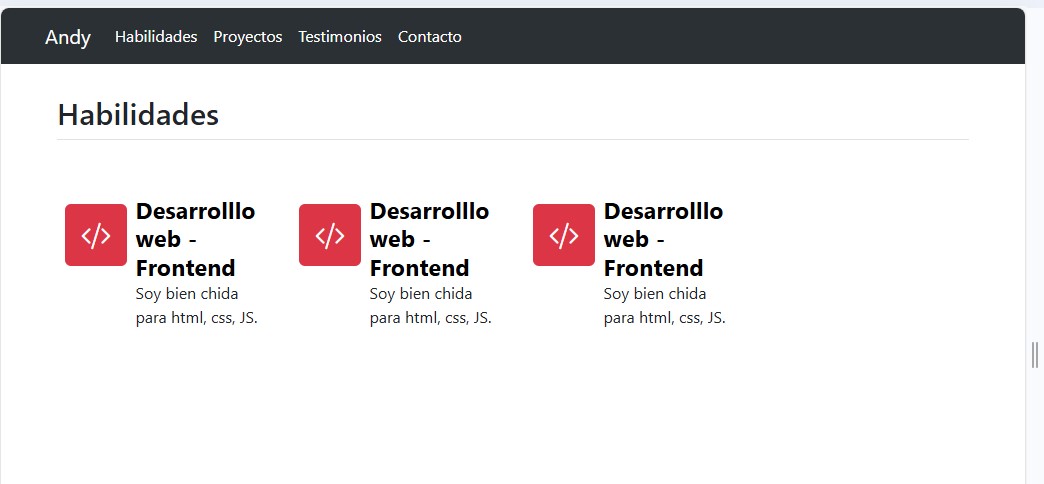 Andy Habilidades Proyectos Testimonios Contacto
Habilidades
Desarrolllo
web -
Frontend
Soy bien chida
para html, css, JS.
Desarrolllo
web -
Frontend
Soy bien chida
para html, css, JS.
Desarrolllo
web -
Frontend
Soy bien chida
para html, css, JS.